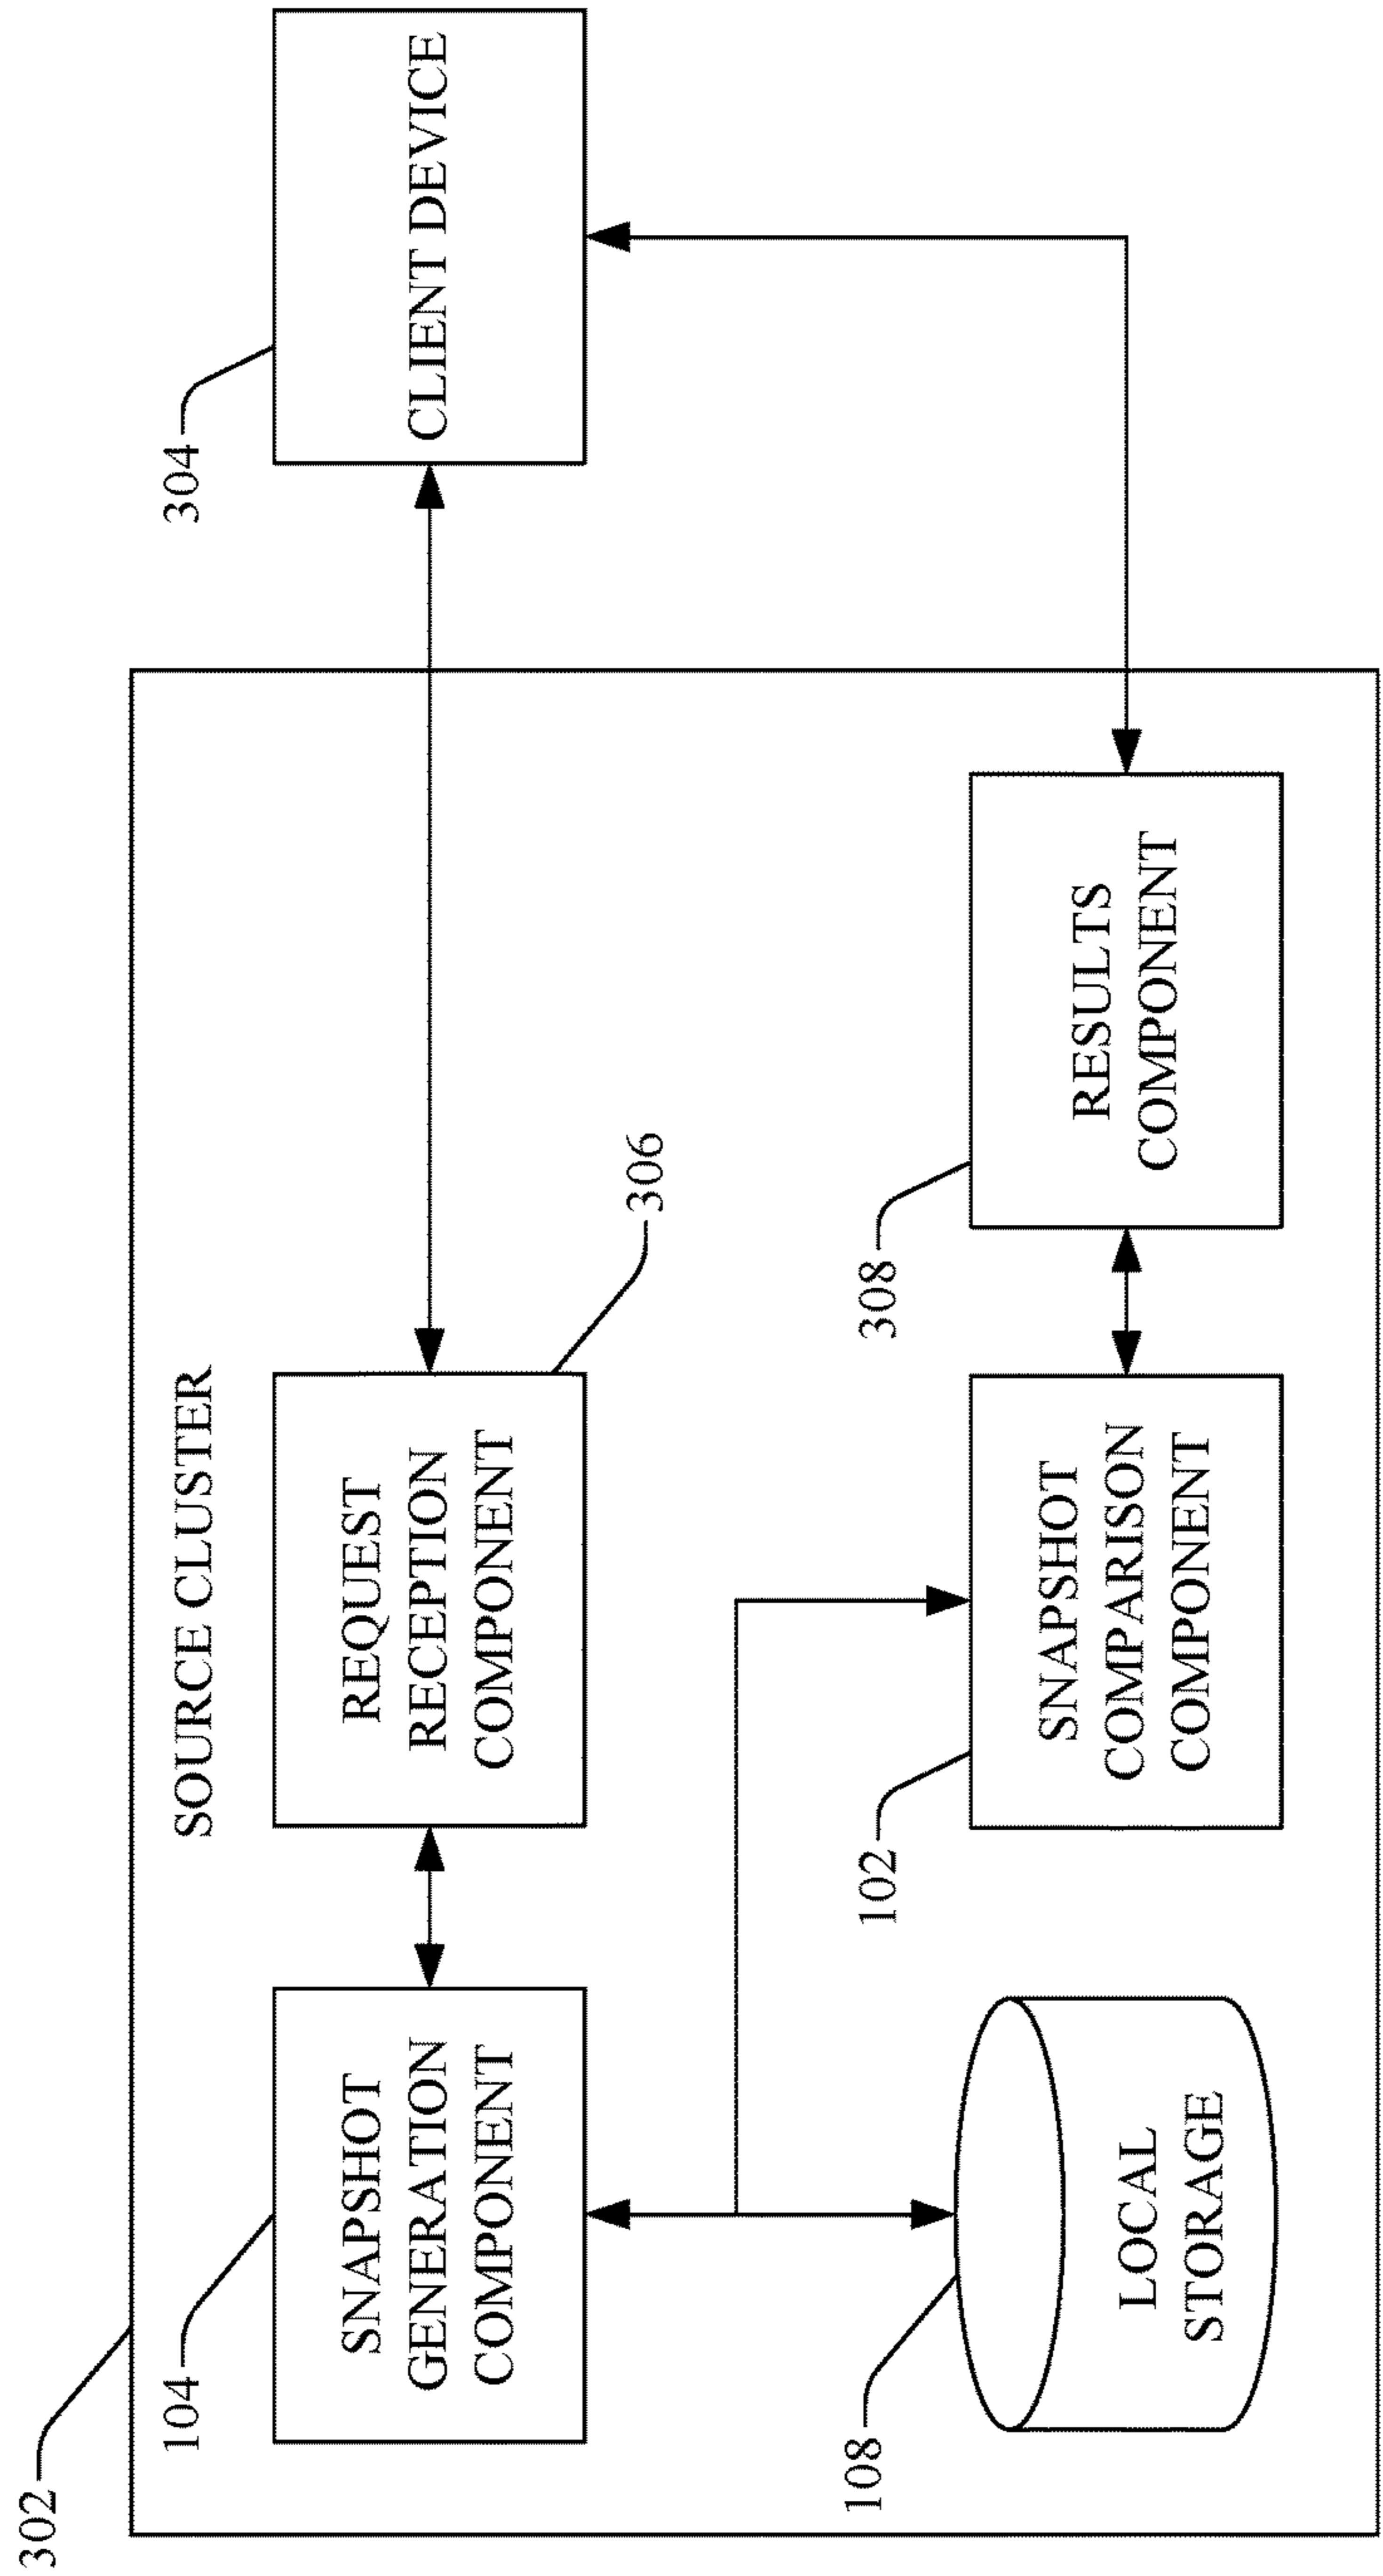 302
SOURCE CLUSTER
104
SNAPSHOT
GENERATION
COMPONENT
REQUEST
RECEPTION
COMPONENT
306
304
CLIENT DEVICE
108
LOCAL
STORAGE
102
SNAPSHOT
COMPARISON
COMPONENT
308
RESULTS
COMPONENT